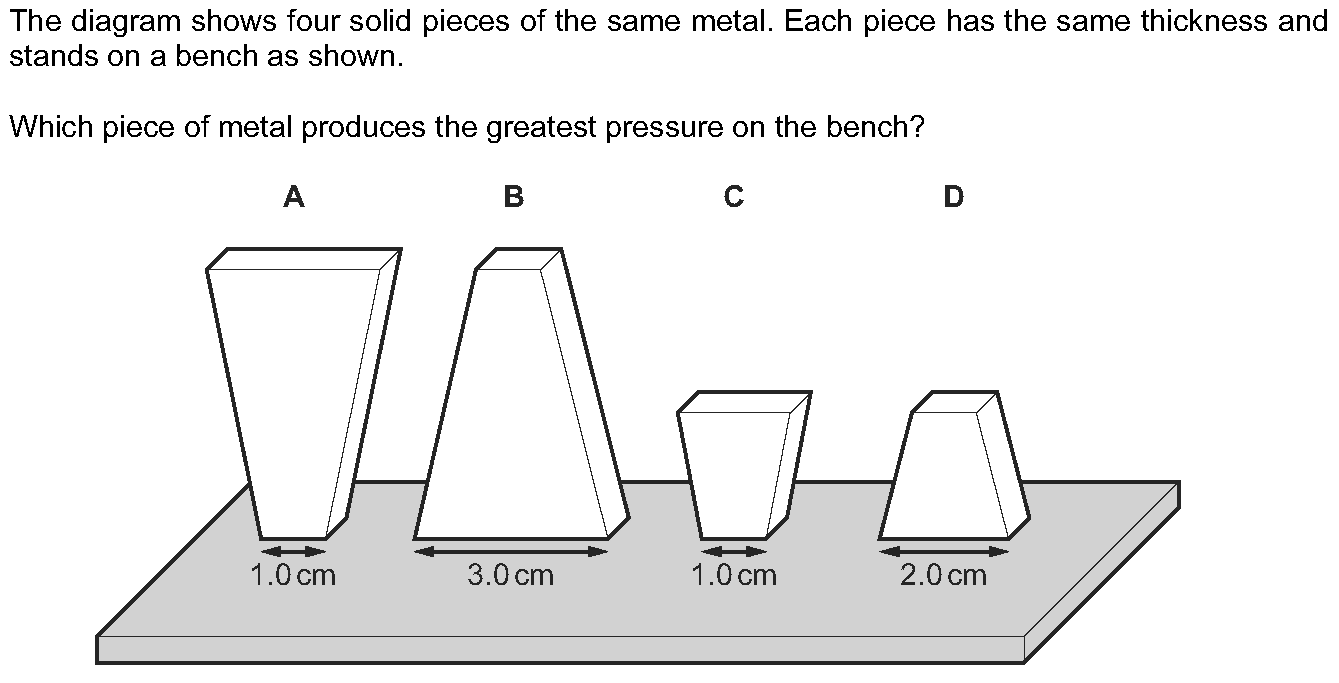 The diagram shows four solid pieces of the same metal. Each piece has the same thickness and
stands on a bench as shown.
Which piece of metal produces the greatest pressure on the bench?
A B C D
1.0 cm 3.0 cm 1.0 cm 2.0 cm